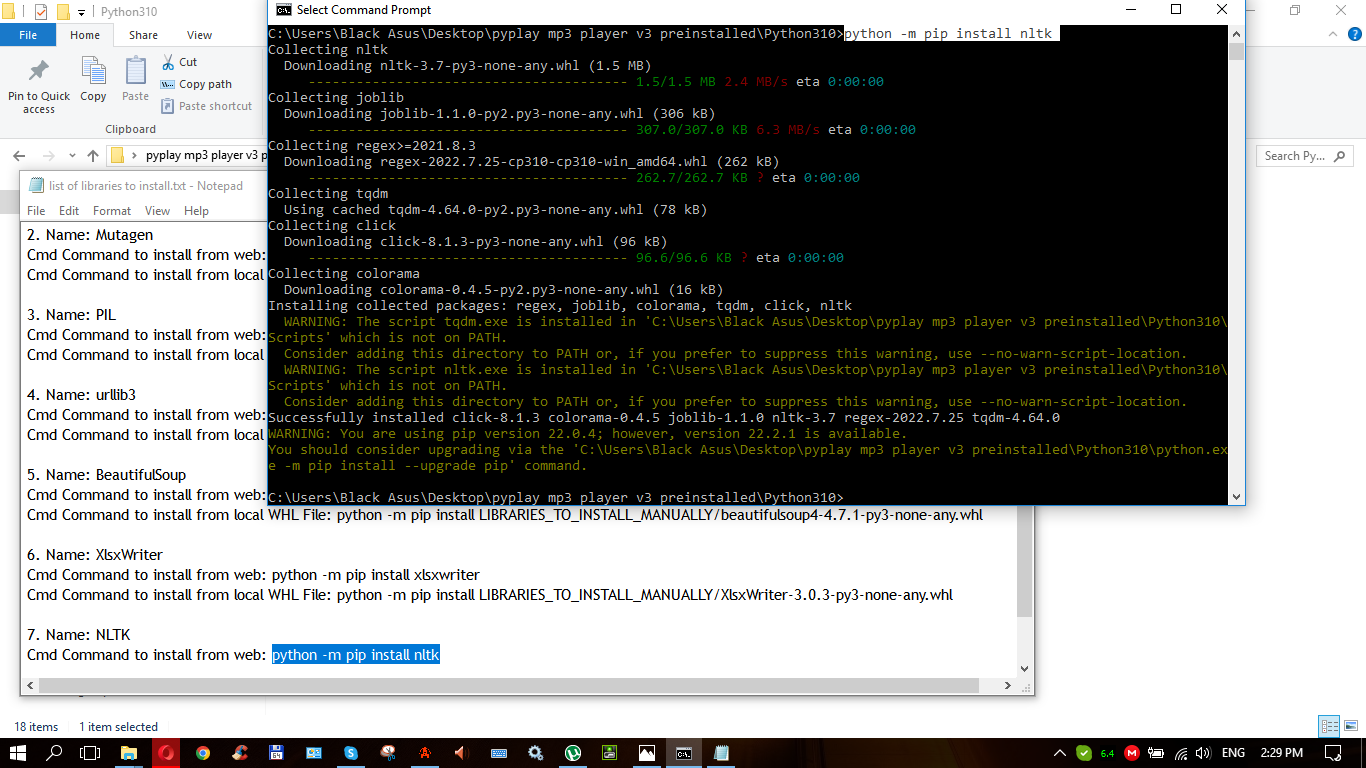 Python310
Select Command Prompt
File Home Share View
Pin to Quick access
Copy
Paste
Cut
Copy path
Paste shortcut
Clipboard
pyplay mp3 player v3 p
Search Py...
C:\Users\Black Asus\Desktop\pyplay mp3 player v3 preinstalled\Python310>python -m pip install nltk
Collecting nltk
Downloading nltk-3.7-py3-none-any.whl (1.5 MB)
---------------------------------------- 1.5/1.5 MB 2.4 MB/s eta 0:00:00
Collecting joblib
Downloading joblib-1.1.0-py2.py3-none-any.whl (306 kB)
---------------------------------------- 307.0/307.0 KB 6.3 MB/s eta 0:00:00
Collecting regex>=2021.8.3
Downloading regex-2022.7.25-cp310-cp310-win_amd64.whl (262 kB)
---------------------------------------- 262.7/262.7 KB ? eta 0:00:00
Collecting tqdm
Using cached tqdm-4.64.0-py2.py3-none-any.whl (78 kB)
Collecting click
Downloading click-8.1.3-py3-none-any.whl (96 kB)
---------------------------------------- 96.6/96.6 KB ? eta 0:00:00
Collecting colorama
Downloading colorama-0.4.5-py2.py3-none-any.whl (16 kB)
Installing collected packages: regex, joblib, colorama, tqdm, click, nltk
WARNING: The script tqdm.exe is installed in 'C:\Users\Black Asus\Desktop\pyplay mp3 player v3 preinstalled\Python310\
Scripts' which is not on PATH.
Consider adding this directory to PATH or, if you prefer to suppress this warning, use --no-warn-script-location.
WARNING: The script nltk.exe is installed in 'C:\Users\Black Asus\Desktop\pyplay mp3 player v3 preinstalled\Python310\
Scripts' which is not on PATH.
Consider adding this directory to PATH or, if you prefer to suppress this warning, use --no-warn-script-location.
Successfully installed click-8.1.3 colorama-0.4.5 joblib-1.1.0 nltk-3.7 regex-2022.7.25 tqdm-4.64.0
WARNING: You are using pip version 22.0.4; however, version 22.2.1 is available.
You should consider upgrading via the 'C:\Users\Black Asus\Desktop\pyplay mp3 player v3 preinstalled\Python310\python.ex
e -m pip install --upgrade pip' command.
C:\Users\Black Asus\Desktop\pyplay mp3 player v3 preinstalled\Python310>
list of libraries to install.txt - Notepad
File Edit Format View Help
2. Name: Mutagen
Cmd Command to install from web:
Cmd Command to install from local
3. Name: PIL
Cmd Command to install from web:
Cmd Command to install from local
4. Name: urllib3
Cmd Command to install from web:
Cmd Command to install from local
5. Name: BeautifulSoup
Cmd Command to install from web:
Cmd Command to install from local WHL File: python -m pip install LIBRARIES_TO_INSTALL_MANUALLY/beautifulsoup4-4.7.1-py3-none-any.whl
6. Name: XlsxWriter
Cmd Command to install from web: python -m pip install xlsxwriter
Cmd Command to install from local WHL File: python -m pip install LIBRARIES_TO_INSTALL_MANUALLY/XlsxWriter-3.0.3-py3-none-any.whl
7. Name: NLTK
Cmd Command to install from web: python -m pip install nltk
18 items 1 item selected
64
6.4
ENG
2:29 PM